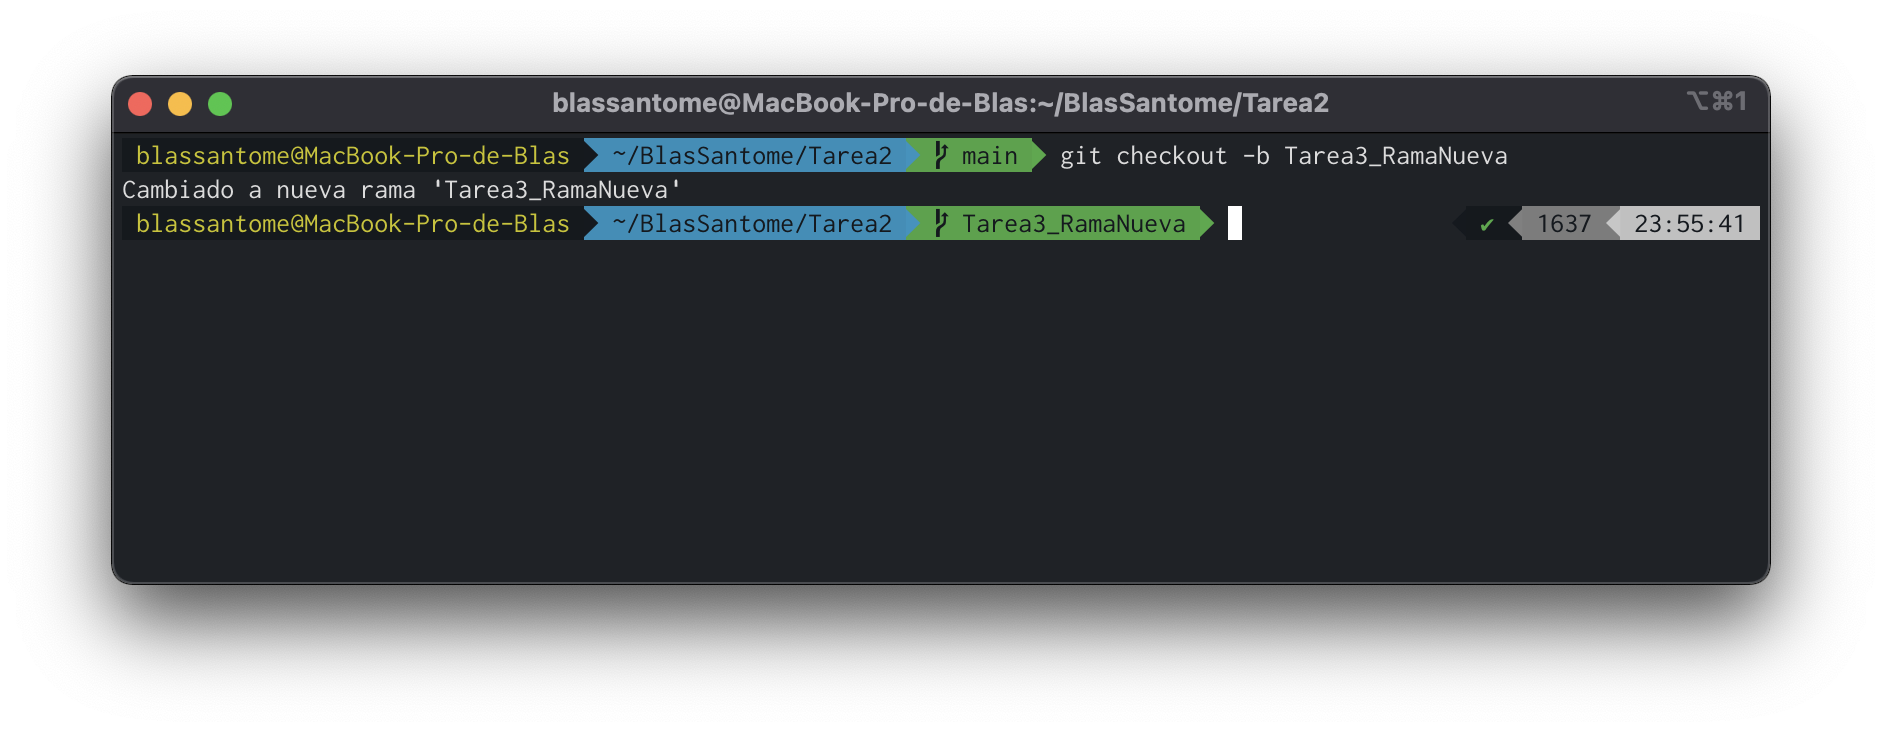 blassantome@MacBook-Pro-de-Blas:~/BlasSantome/Tarea2
⌥⌘1
blassantome@MacBook-Pro-de-Blas ~/BlasSantome/Tarea2 main git checkout -b Tarea3_RamaNueva
Cambiado a nueva rama 'Tarea3_RamaNueva'
blassantome@MacBook-Pro-de-Blas ~/BlasSantome/Tarea2 Tarea3_RamaNueva ✔ 1637 23:55:41